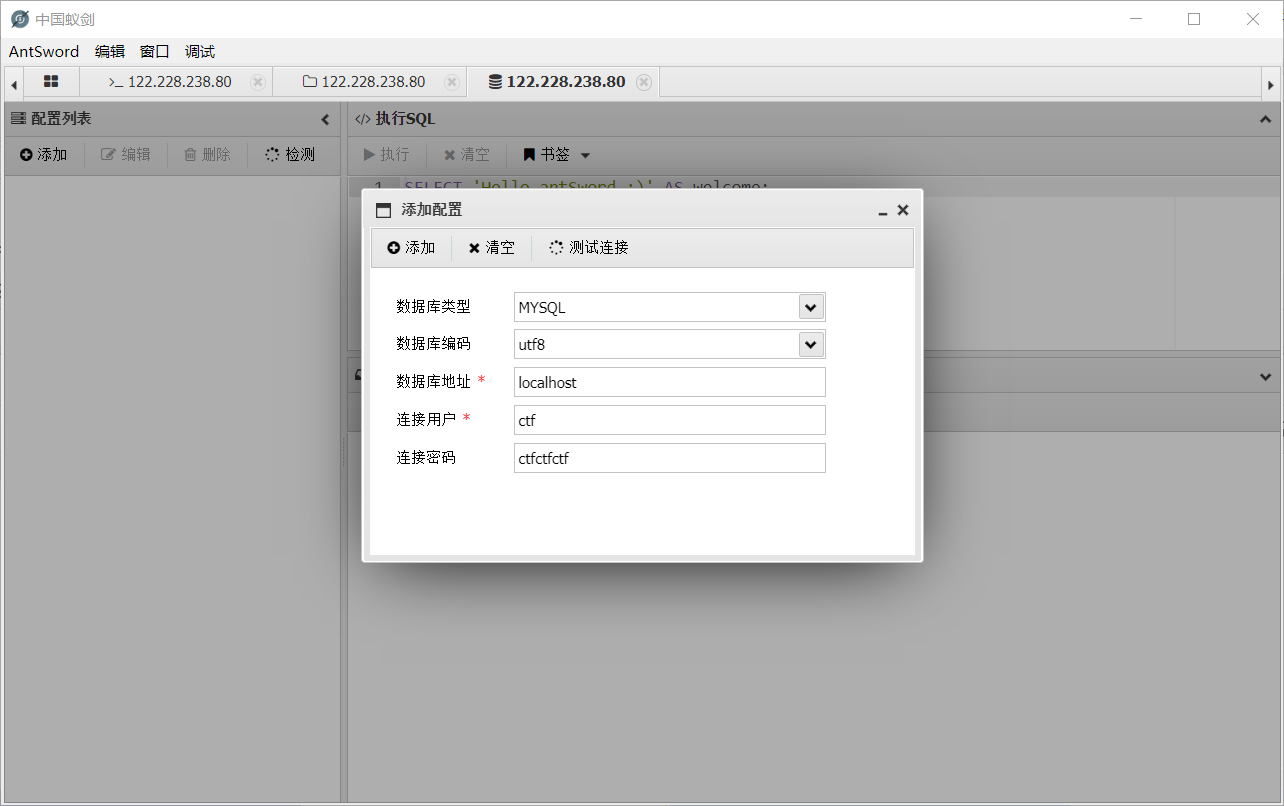 中国蚁剑
AntSword 编辑 窗口 调试
>_ 122.228.238.80 122.228.238.80 122.228.238.80
配置列表
添加 编辑 删除 检测
</> 执行SQL
执行 清空 书签
1 SELECT 'Hello antSword :)' AS welcome;
添加配置
添加 清空 测试连接
数据库类型 MYSQL
数据库编码 utf8
数据库地址 * localhost
连接用户 * ctf
连接密码 ctfctfctf